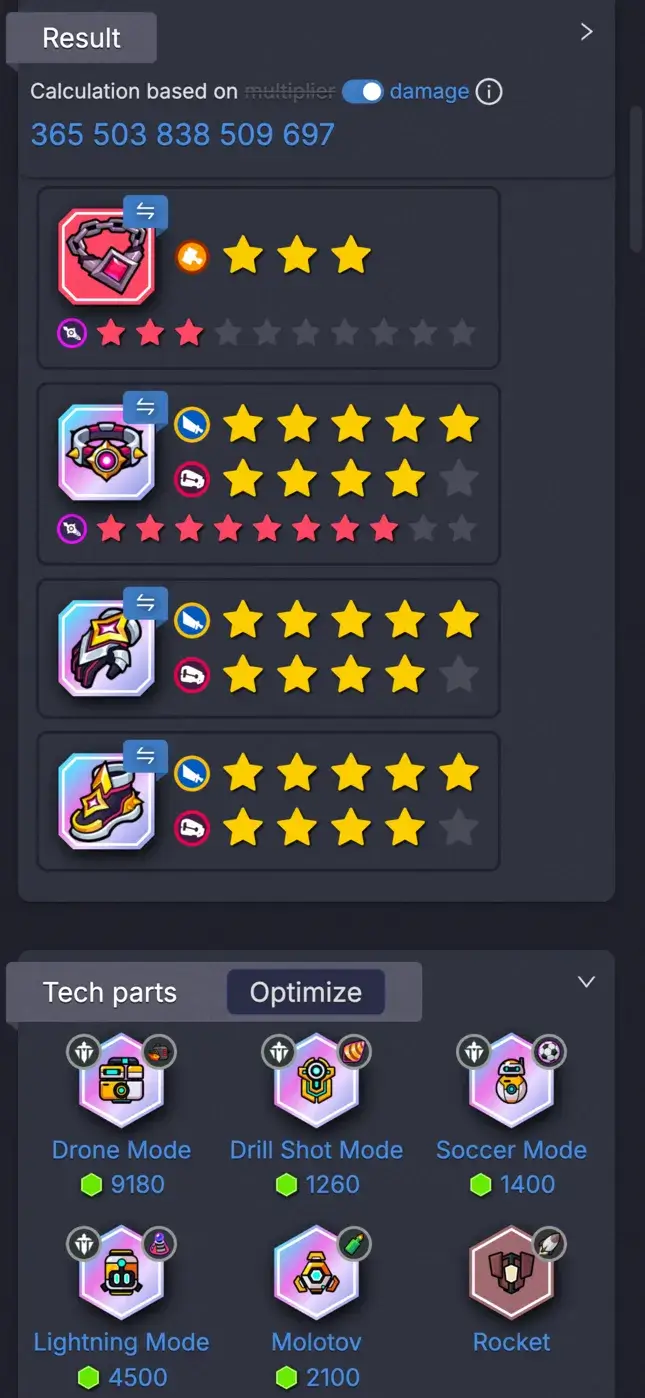 Result
Calculation based on multiplier damage
365 503 838 509 697
Tech parts Optimize
Drone Mode Drill Shot Mode Soccer Mode
9180 1260 1400
Lightning Mode Molotov Rocket
4500 2100